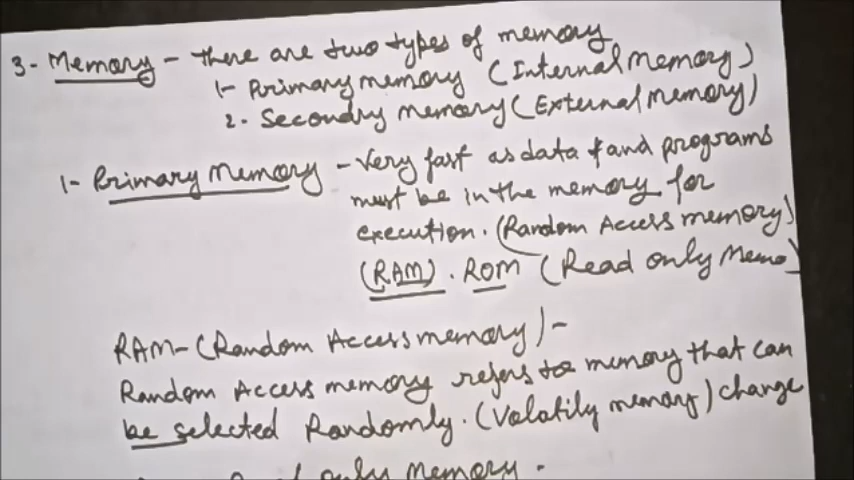 3- Memory - There are two types of memory
1- Primary memory (Internal Memory)
2. Secondry memory (External Memory)
1- Primary Memory - Very fast as data & and programs
must be in the memory for
execution. (Random Access memory)
(RAM). ROM (Read only Memo
RAM- (Random Access memory) -
Random Access memory refers to memory that can
be selected Randomly. (Volatily memory) change
only Memory.